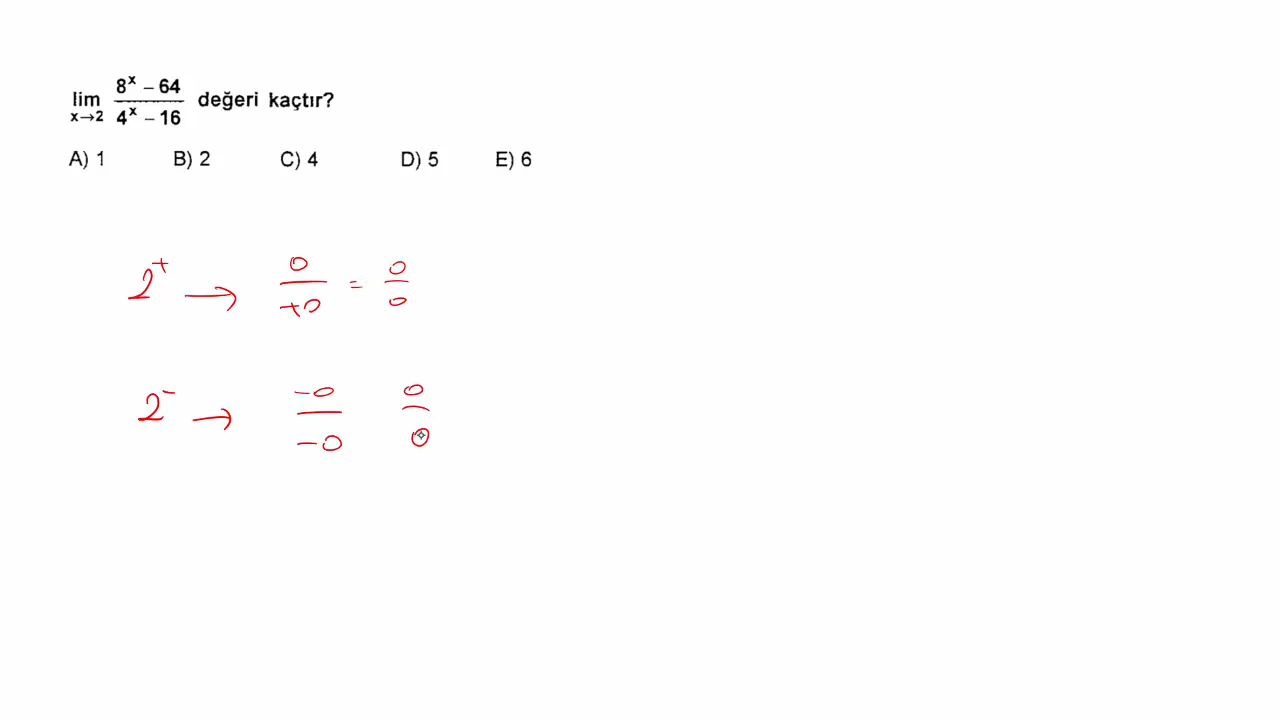 lim x→2 8^x − 64 / 4^x − 16 değeri kaçtır?
A) 1 B) 2 C) 4 D) 5 E) 6
2^+ → 0 / +0 = 0 / 0
2^- → −0 / −0 0 / 0